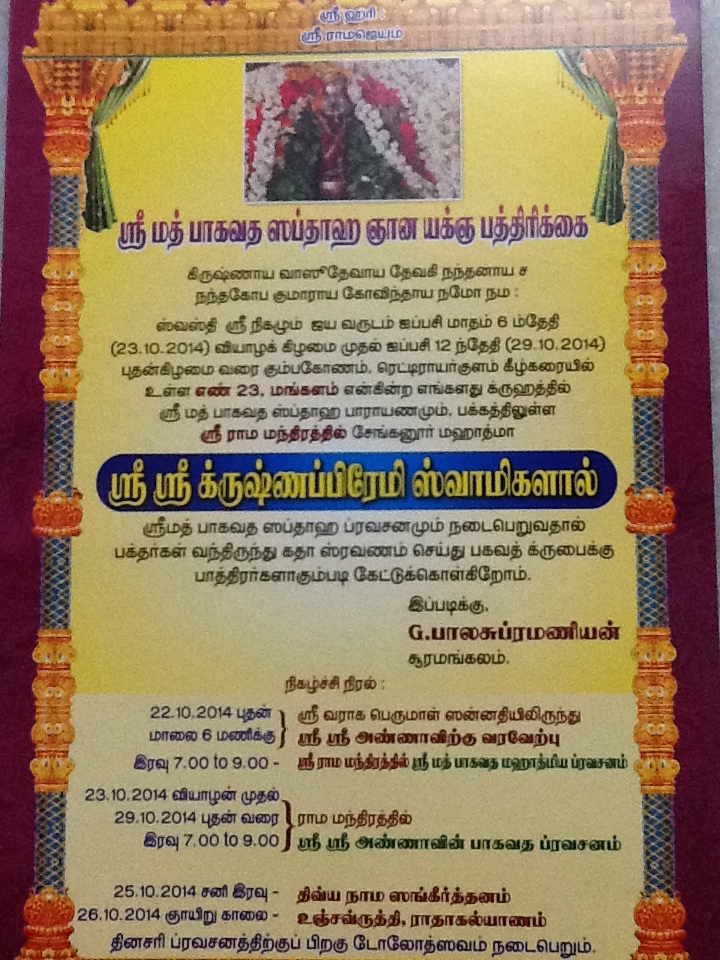 ஸ்ரீ ஹரி :
ஸ்ரீ ராமஜெயம்
ஸ்ரீ மத் பாகவத ஸப்தாஹ ஞான யக்ஞ பத்திரிக்கை
கிருஷ்ணாய வாஸுதேவாய தேவகி நந்தனாய ச
நந்தகோப குமாராய கோவிந்தாய நமோ நம :
ஸ்வஸ்தி ஸ்ரீ நிகழும் ஜய வருடம் ஐப்பசி மாதம் 6 ம்தேதி
(23.10.2014) வியாழக் கிழமை முதல் ஐப்பசி 12 ந்தேதி (29.10.2014)
புதன்கிழமை வரை கும்பகோணம், ரெட்டிராயர்குளம் கீழ்கரையில்
உள்ள எண் 23, மங்களம் என்கின்ற எங்களது க்ருஹத்தில்
ஸ்ரீ மத் பாகவத ஸ்ப்தாஹ பாராயணமும், பக்கத்திலுள்ள
ஸ்ரீ ராம மந்திரத்தில் சேங்கனூர் மஹாத்மா
ஸ்ரீ ஸ்ரீ க்ருஷ்ணப்பிரேமி ஸ்வாமிகளால்
ஸ்ரீமத் பாகவத ஸப்தாஹ ப்ரவசனமும் நடைபெறுவதால்
பக்தர்கள் வந்திருந்து கதா ஸ்ரவணம் செய்து பகவத் க்ருபைக்கு
பாத்திரர்களாகும்படி கேட்டுக்கொள்கிறோம்.
இப்படிக்கு,
G.பாலசுப்ரமணியன்
சூரமங்கலம்.
நிகழ்ச்சி நிரல் :
22.10.2014 புதன் ஸ்ரீ வராக பெருமாள் ஸன்னதியிலிருந்து
மாலை 6 மணிக்கு } ஸ்ரீ ஸ்ரீ அண்ணாவிற்கு வரவேற்பு
இரவு 7.00 to 9.00 - ஸ்ரீ ராம மந்திரத்தில் ஸ்ரீ மத் பாகவத மஹாத்மிய ப்ரவசனம்
23.10.2014 வியாழன் முதல்
29.10.2014 புதன் வரை } ராம மந்திரத்தில்
இரவு 7.00 to 9.00 ஸ்ரீ ஸ்ரீ அண்ணாவின் பாகவத ப்ரவசனம்
25.10.2014 சனி இரவு - திவ்ய நாம ஸங்கீர்த்தனம்
26.10.2014 ஞாயிறு காலை - உஞ்சவ்ருத்தி, ராதாகல்யாணம்
தினசரி ப்ரவசனத்திற்குப் பிறகு டோலோத்ஸவம் நடைபெறும்.